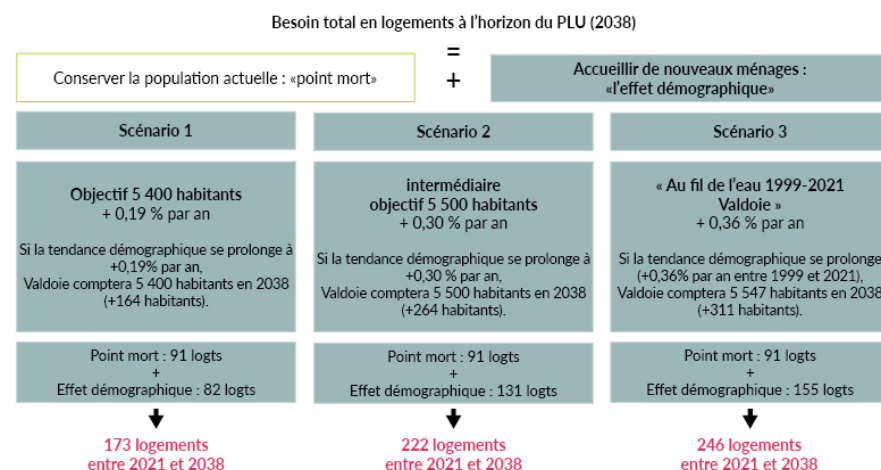 Besoin total en logements à l'horizon du PLU (2038)
=
Conserver la population actuelle : «point mort»
+
Accueillir de nouveaux ménages :
«l'effet démographique»
Scénario 1
Objectif 5 400 habitants
+ 0,19 % par an
Si la tendance démographique se prolonge à
+0,19% par an,
Valdoie comptera 5 400 habitants en 2038
(+164 habitants).
Point mort : 91 logts
+
Effet démographique : 82 logts
173 logements
entre 2021 et 2038
Scénario 2
intermédiaire
objectif 5 500 habitants
+ 0,30 % par an
Si la tendance démographique se prolonge à
+0,30 % par an,
Valdoie comptera 5 500 habitants en 2038
(+264 habitants).
Point mort : 91 logts
+
Effet démographique : 131 logts
222 logements
entre 2021 et 2038
Scénario 3
« Au fil de l'eau 1999-2021
Valdoie »
+ 0,36 % par an
Si la tendance démographique se prolonge
(+0,36% par an entre 1999 et 2021),
Valdoie comptera 5 547 habitants en 2038
(+311 habitants).
Point mort : 91 logts
+
Effet démographique : 155 logts
246 logements
entre 2021 et 2038